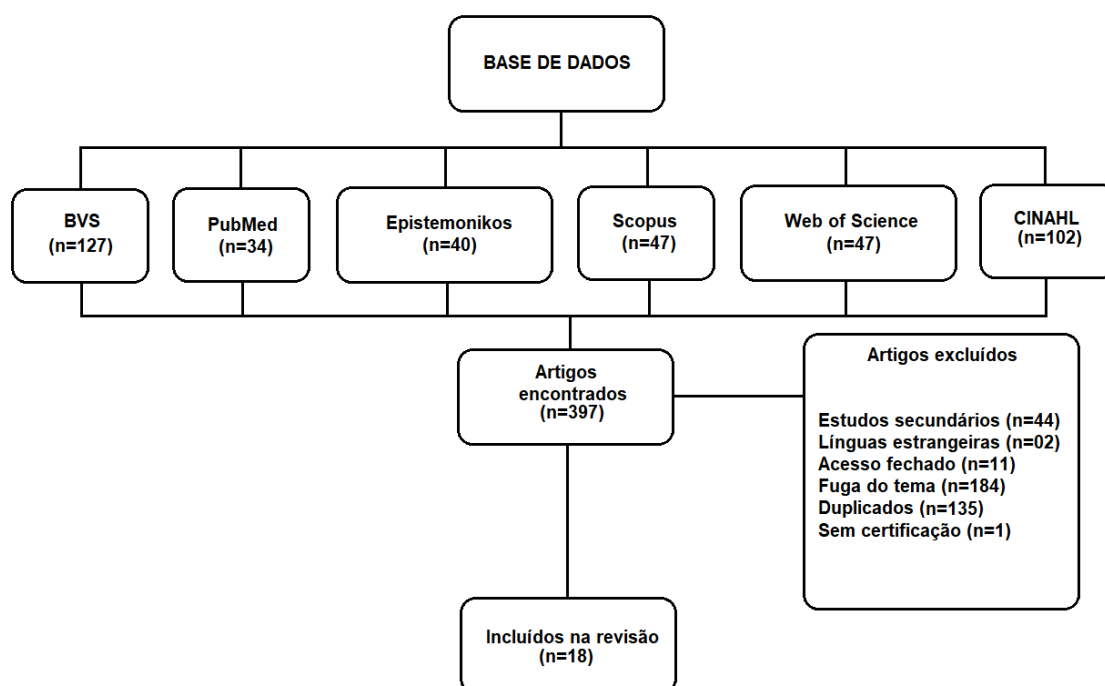 BASE DE DADOS
BVS
(n=127)
PubMed
(n=34)
Epistemonikos
(n=40)
Scopus
(n=47)
Web of Science
(n=47)
CINAHL
(n=102)
Artigos
encontrados
(n=397)
Artigos excluídos
Estudos secundários (n=44)
Línguas estrangeiras (n=02)
Acesso fechado (n=11)
Fuga do tema (n=184)
Duplicados (n=135)
Sem certificação (n=1)
Incluídos na revisão
(n=18)